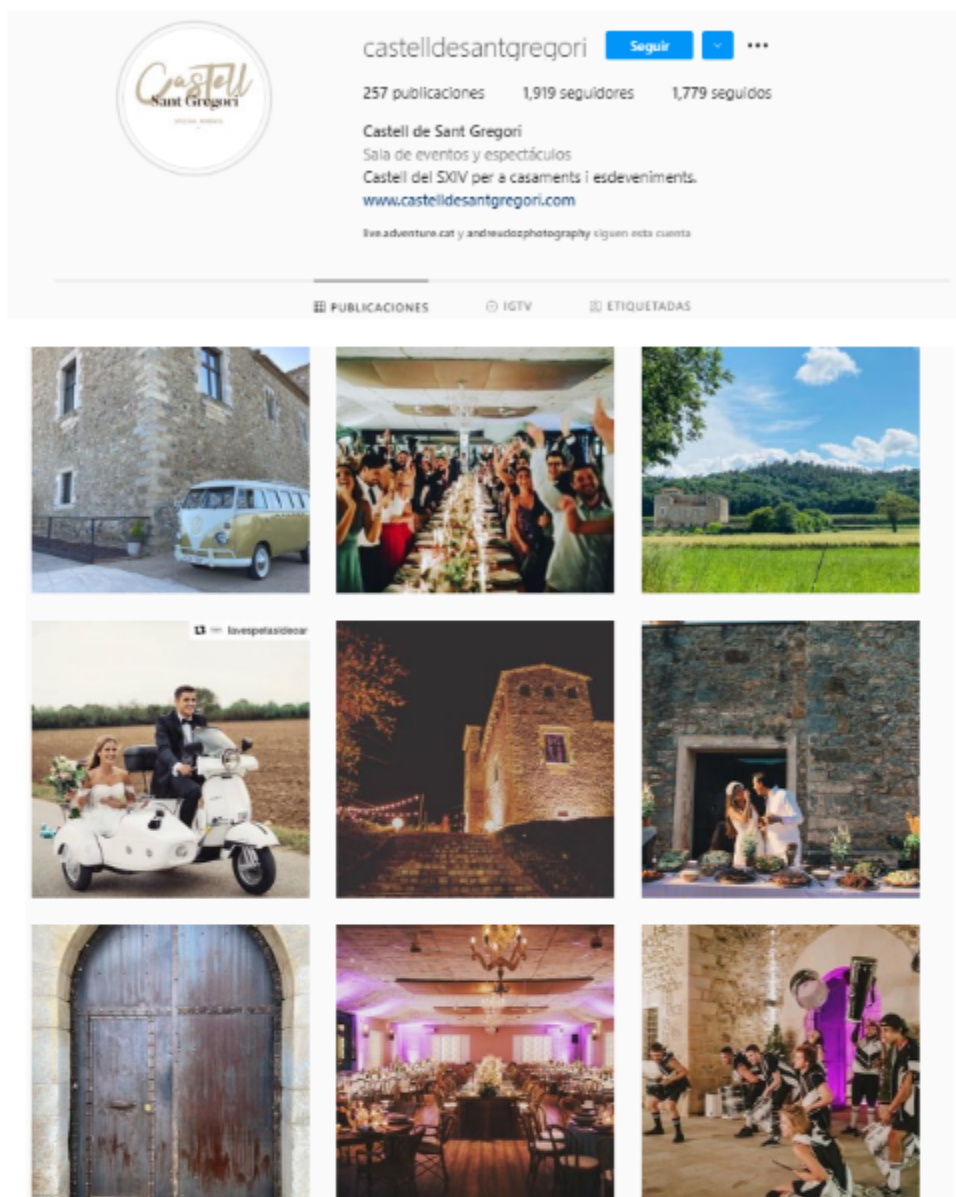 castelldesantgregori Seguir
257 publicaciones 1,919 seguidores 1,779 seguidos
Castell
Sant Gregori
Castell de Sant Gregori
Sala de eventos y espectáculos
Castell del SXIV per a casaments i esdeveniments.
www.castelldesantgregori.com
live.adventure.cat y andreudozphotography siguen esta cuenta
PUBLICACIONES IGTV ETIQUETADAS